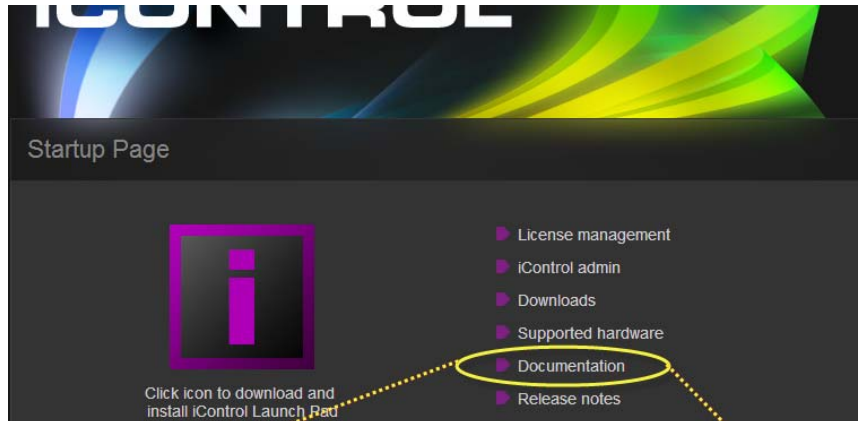 iCONTROL
Startup Page
License management
iControl admin
Downloads
Supported hardware
Documentation
Release notes
Click icon to download and
install iControl Launch Pad